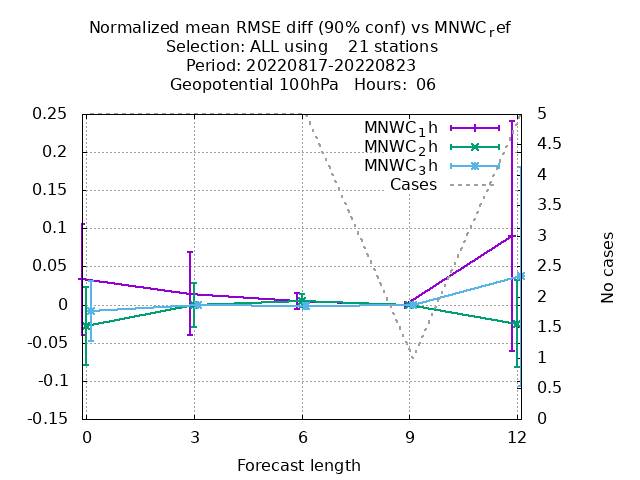 Normalized mean RMSE diff (90% conf) vs MNWC_ref
Selection: ALL using 21 stations
Period: 20220817-20220823
Geopotential 100hPa Hours: 06
0.25
0.2
0.15
0.1
0.05
0
-0.05
-0.1
-0.15
MNWC_1h
MNWC_2h
MNWC_3h
Cases
5
4.5
4
3.5
3
2.5
2
1.5
1
0.5
0
No cases
0 3 6 9 12
Forecast length